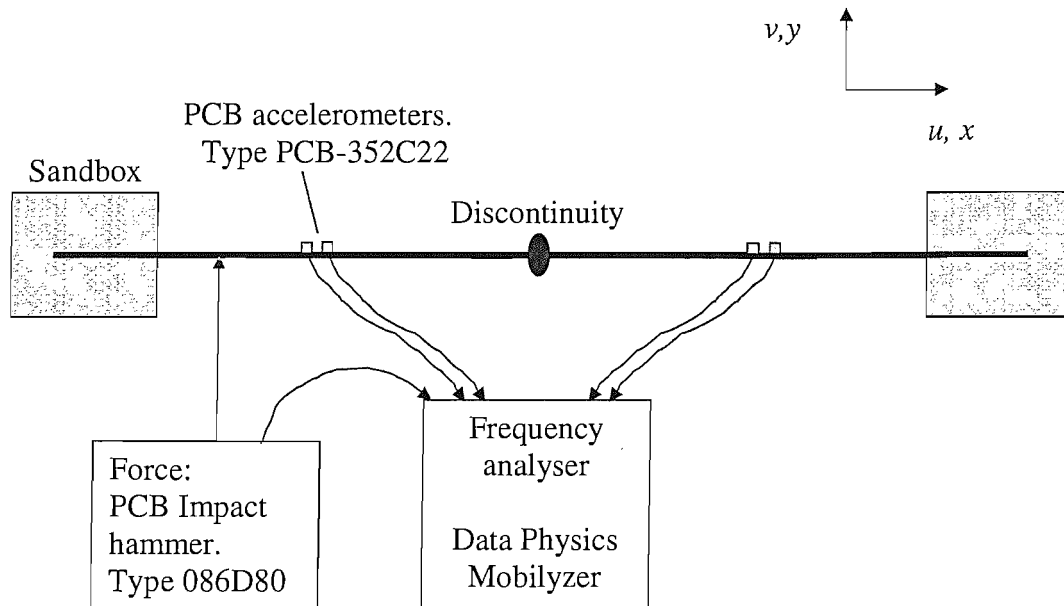 v,y
u, x
PCB accelerometers.
Type PCB-352C22
Sandbox
Discontinuity
Force:
PCB Impact
hammer.
Type 086D80
Frequency
analyser
Data Physics
Mobilyzer